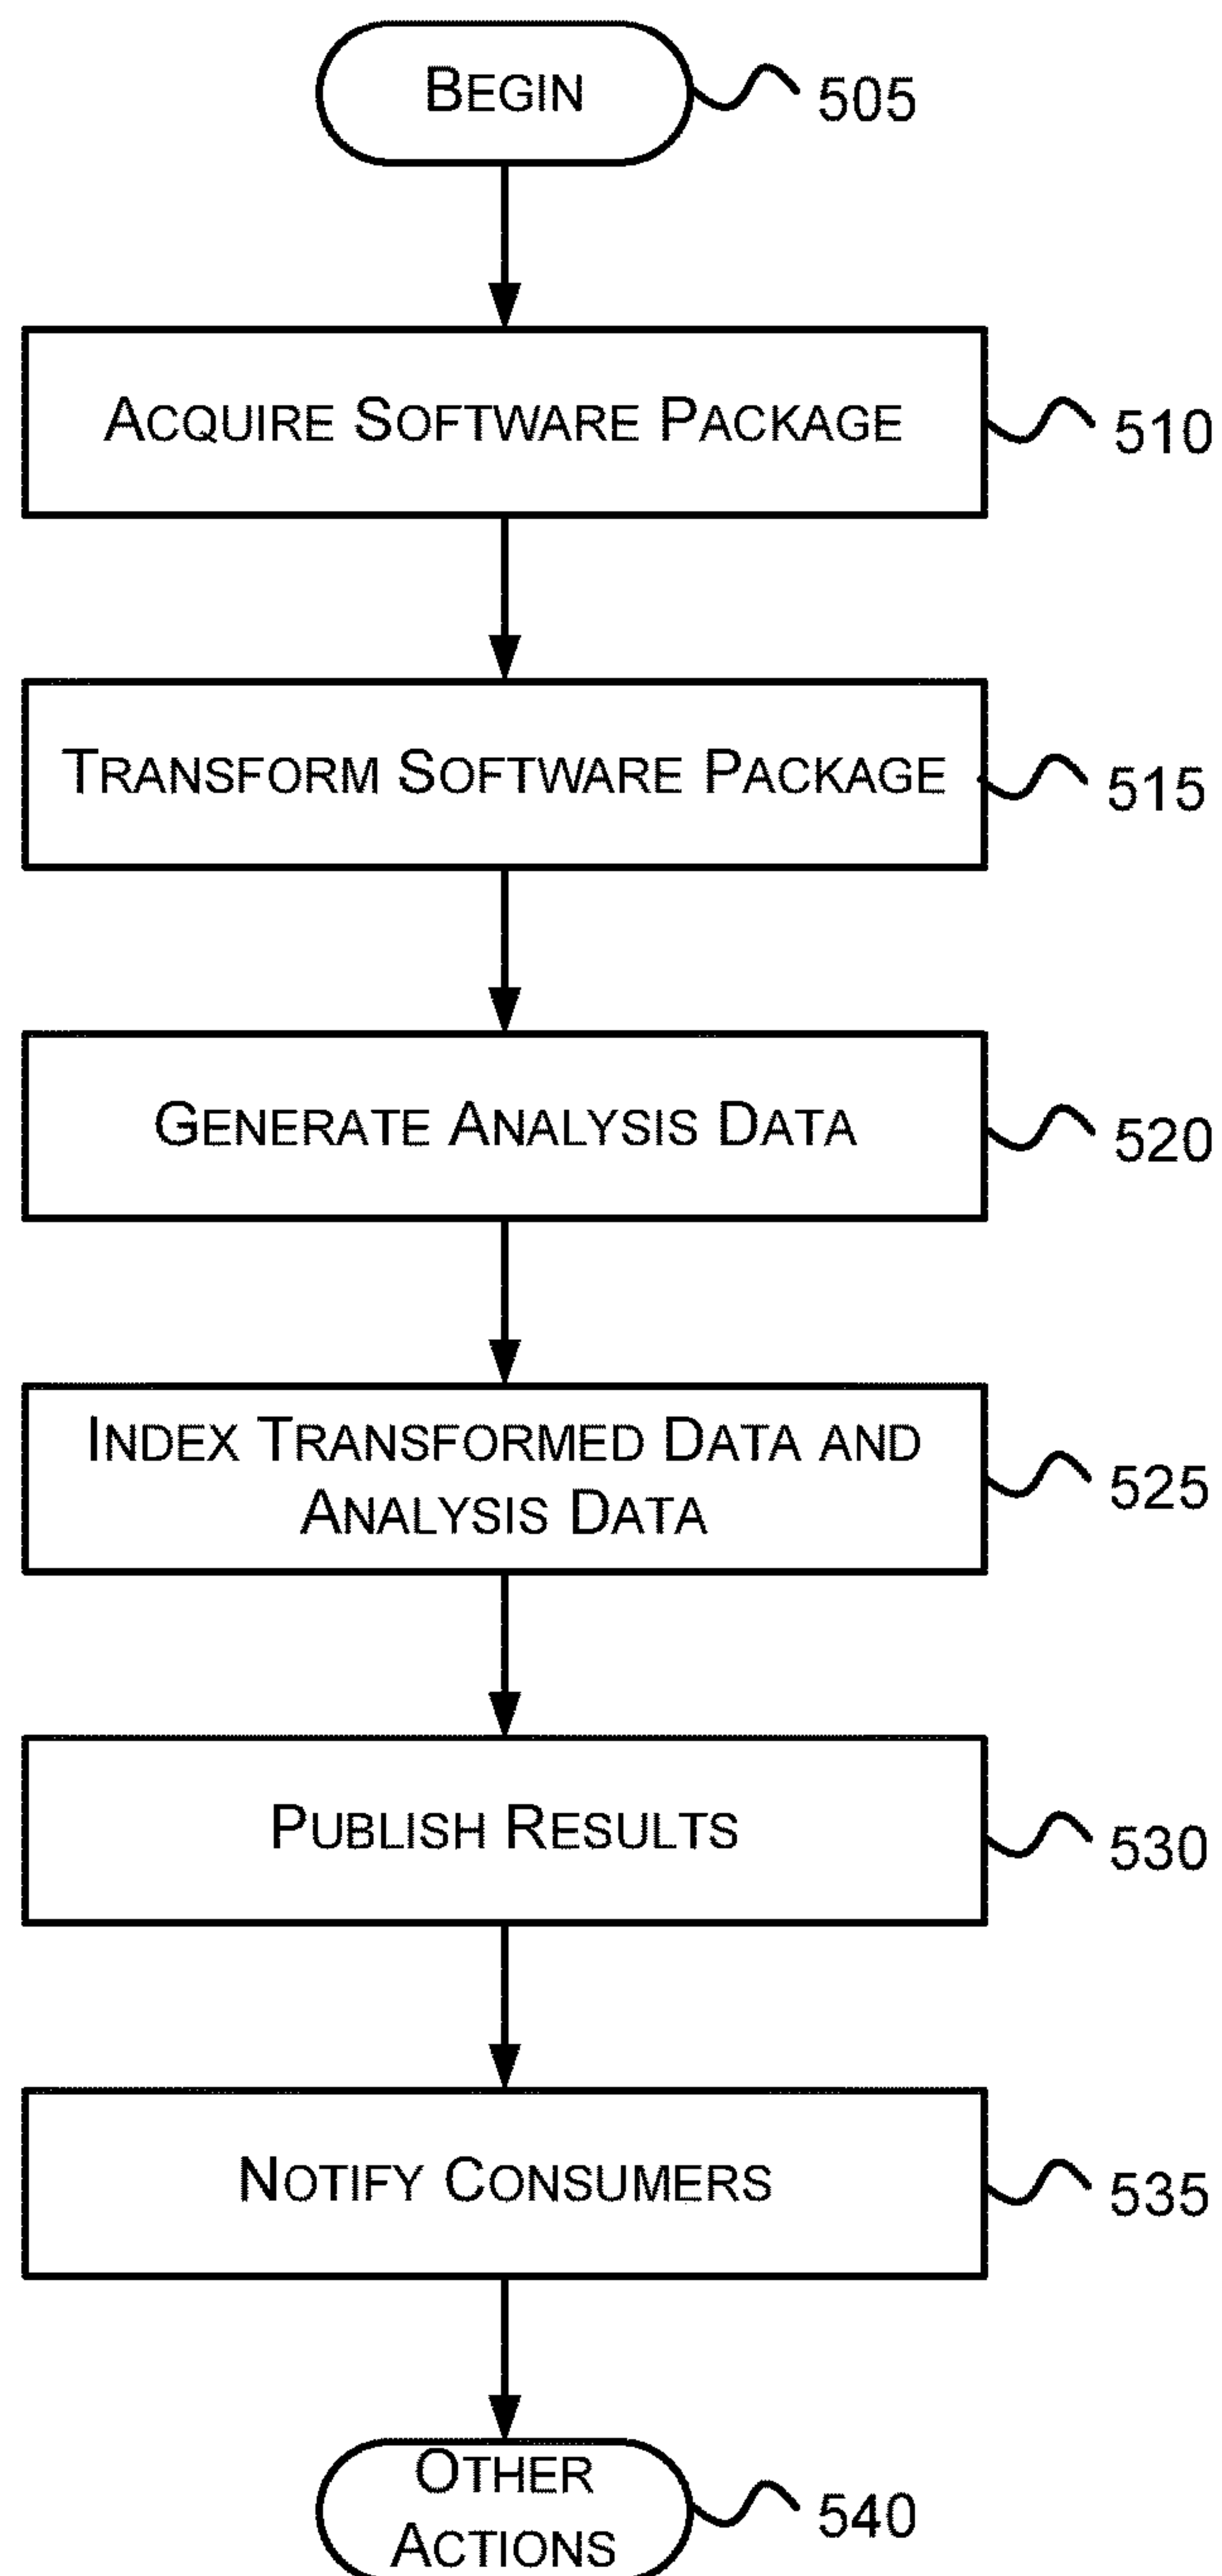 BEGIN
505
ACQUIRE SOFTWARE PACKAGE
510
TRANSFORM SOFTWARE PACKAGE
515
GENERATE ANALYSIS DATA
520
INDEX TRANSFORMED DATA AND
ANALYSIS DATA
525
PUBLISH RESULTS
530
NOTIFY CONSUMERS
535
OTHER
ACTIONS
540